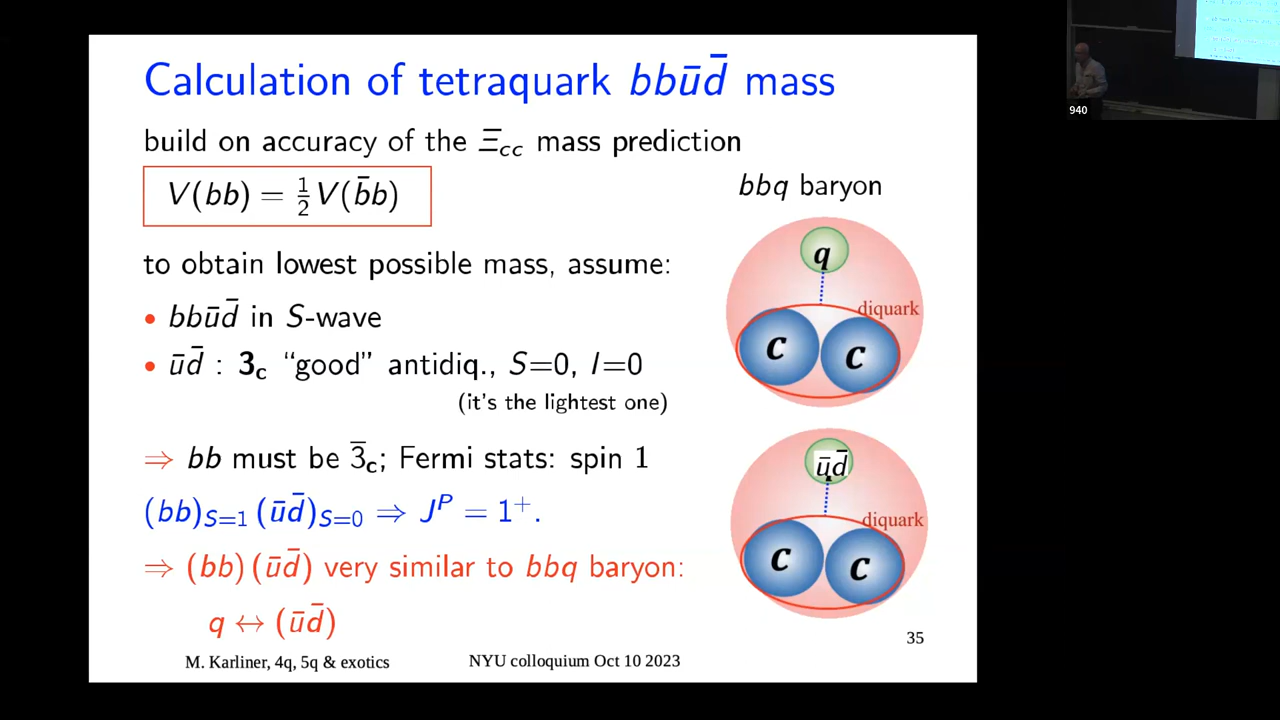 Calculation of tetraquark bbūd̄ mass
build on accuracy of the Ξcc mass prediction
V(bb) = ½ V(b̄b)
to obtain lowest possible mass, assume:
• bbūd̄ in S-wave
• ūd̄ : 3c “good” antidiq., S=0, I=0
(it's the lightest one)
⇒ bb must be 3̄c; Fermi stats: spin 1
(bb)S=1 (ūd̄)S=0 ⇒ Jᴾ = 1⁺.
⇒ (bb)(ūd̄) very similar to bbq baryon:
q ↔ (ūd̄)
bbq baryon
q
diquark
c c
ūd̄
diquark
c c
35
M. Karliner, 4q, 5q & exotics
NYU colloquium Oct 10 2023
940